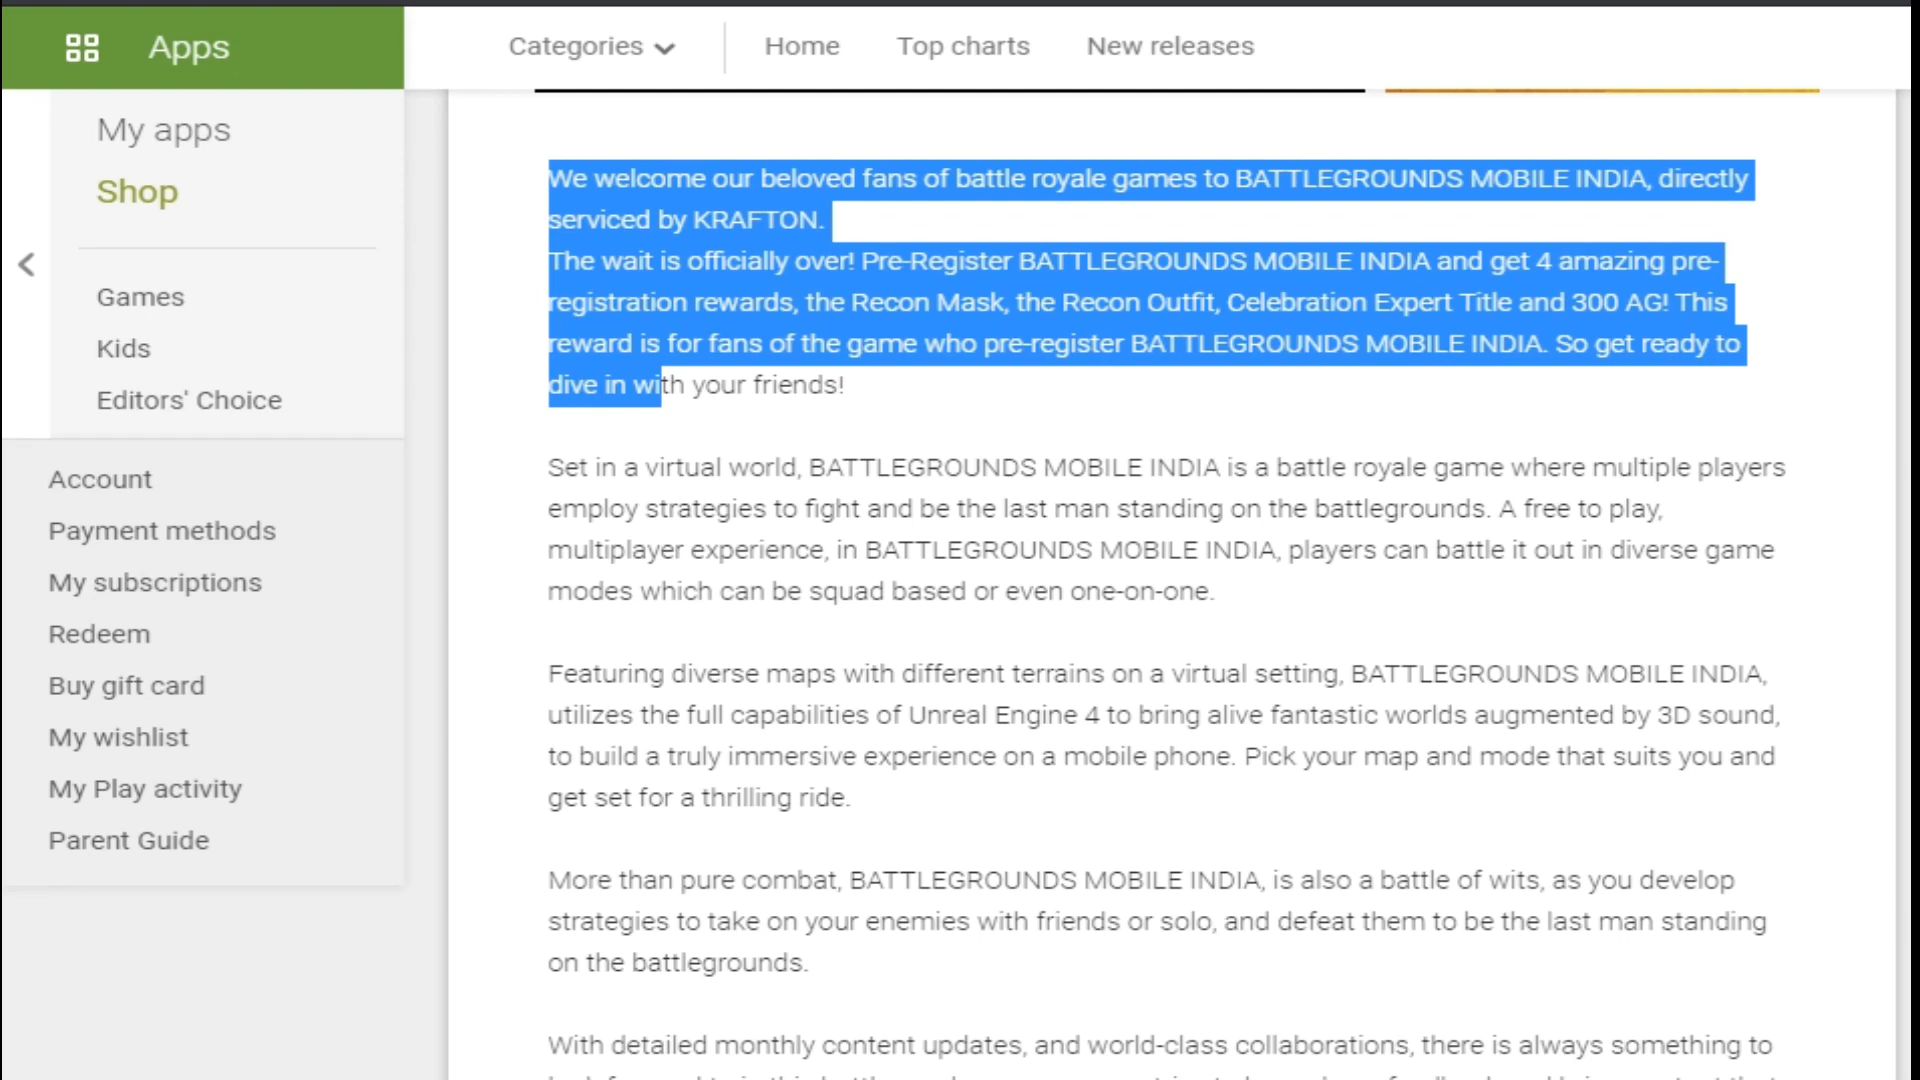 Apps
Categories
Home
Top charts
New releases
My apps
Shop
Games
Kids
Editors' Choice
Account
Payment methods
My subscriptions
Redeem
Buy gift card
My wishlist
My Play activity
Parent Guide
We welcome our beloved fans of battle royale games to BATTLEGROUNDS MOBILE INDIA, directly
serviced by KRAFTON.
The wait is officially over! Pre-Register BATTLEGROUNDS MOBILE INDIA and get 4 amazing pre-
registration rewards, the Recon Mask, the Recon Outfit, Celebration Expert Title and 300 AG! This
reward is for fans of the game who pre-register BATTLEGROUNDS MOBILE INDIA. So get ready to
dive in with your friends!
Set in a virtual world, BATTLEGROUNDS MOBILE INDIA is a battle royale game where multiple players
employ strategies to fight and be the last man standing on the battlegrounds. A free to play,
multiplayer experience, in BATTLEGROUNDS MOBILE INDIA, players can battle it out in diverse game
modes which can be squad based or even one-on-one.
Featuring diverse maps with different terrains on a virtual setting, BATTLEGROUNDS MOBILE INDIA,
utilizes the full capabilities of Unreal Engine 4 to bring alive fantastic worlds augmented by 3D sound,
to build a truly immersive experience on a mobile phone. Pick your map and mode that suits you and
get set for a thrilling ride.
More than pure combat, BATTLEGROUNDS MOBILE INDIA, is also a battle of wits, as you develop
strategies to take on your enemies with friends or solo, and defeat them to be the last man standing
on the battlegrounds.
With detailed monthly content updates, and world-class collaborations, there is always something to